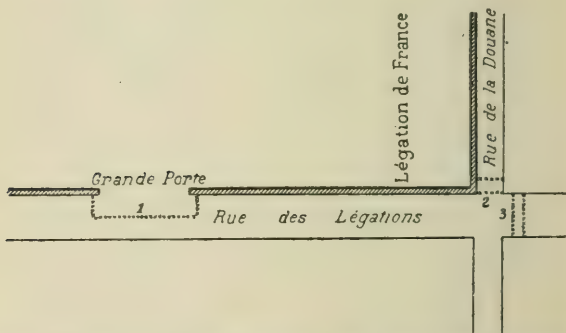 Légation de France
Rue de la Douane
Grande Porte
1
Rue des Légations
2
3